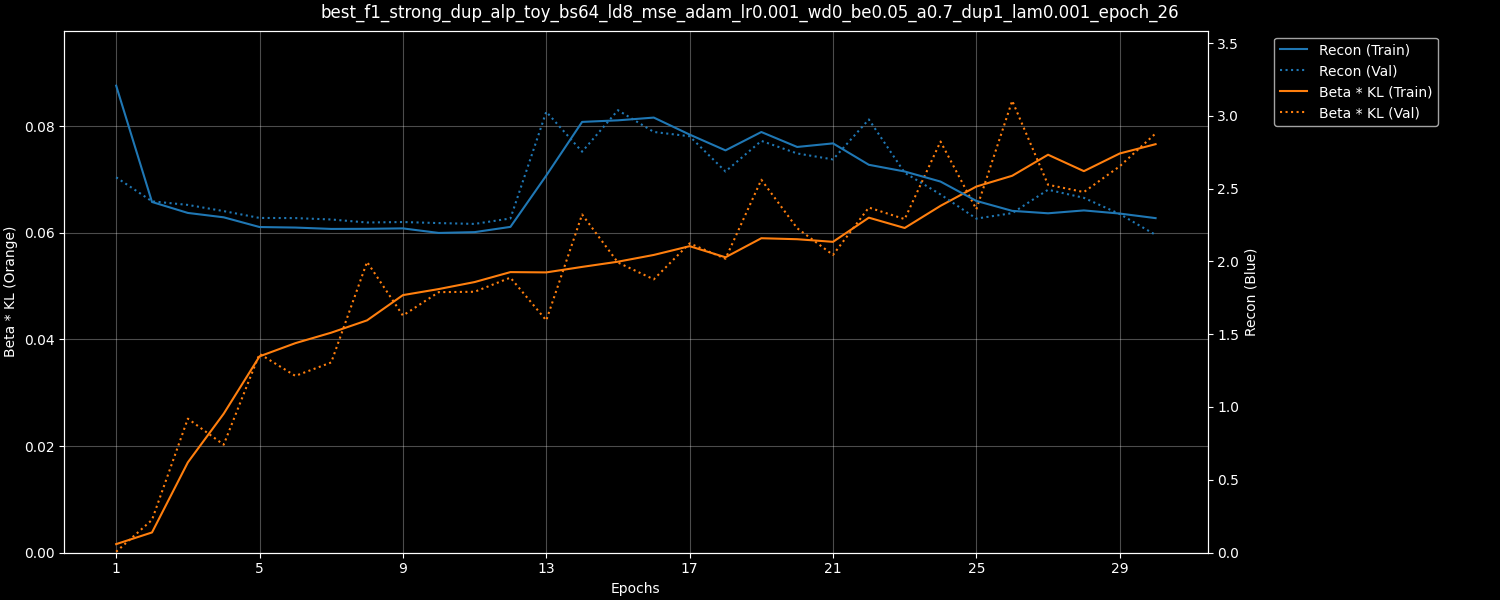 best_f1_strong_dup_alp_toy_bs64_ld8_mse_adam_lr0.001_wd0_be0.05_a0.7_dup1_lam0.001_epoch_26
Beta * KL (Orange)
0.08
0.06
0.04
0.02
0.00
1 5 9 13 17 21 25 29
Epochs
3.5
3.0
2.5
2.0
1.5
1.0
0.5
0.0
Recon (Blue)
Recon (Train)
Recon (Val)
Beta * KL (Train)
Beta * KL (Val)